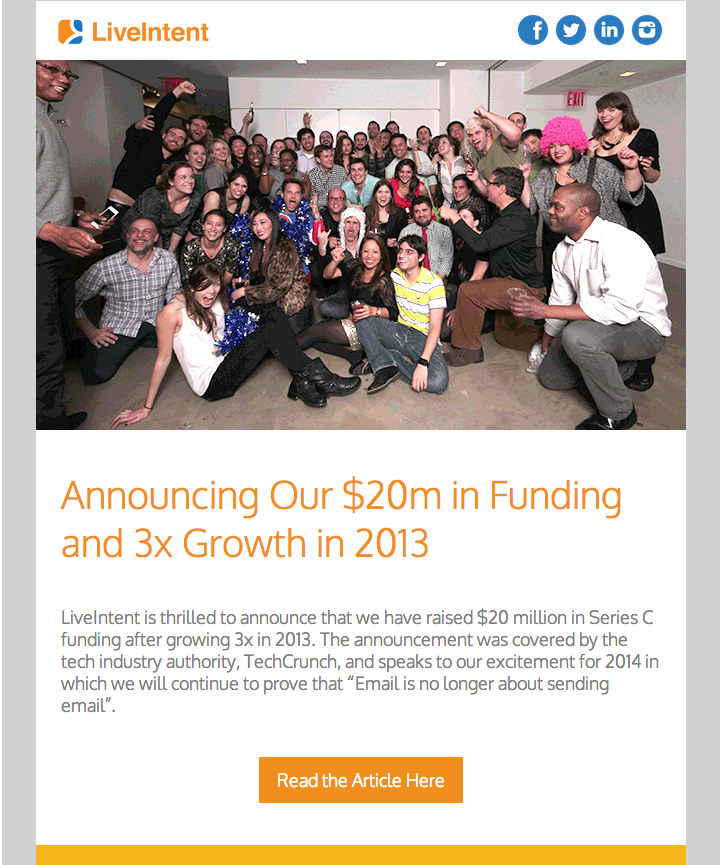 LiveIntent
EXIT
EXIT
Announcing Our $20m in Funding
and 3x Growth in 2013
LiveIntent is thrilled to announce that we have raised $20 million in Series C
funding after growing 3x in 2013. The announcement was covered by the
tech industry authority, TechCrunch, and speaks to our excitement for 2014 in
which we will continue to prove that “Email is no longer about sending
email”.
Read the Article Here